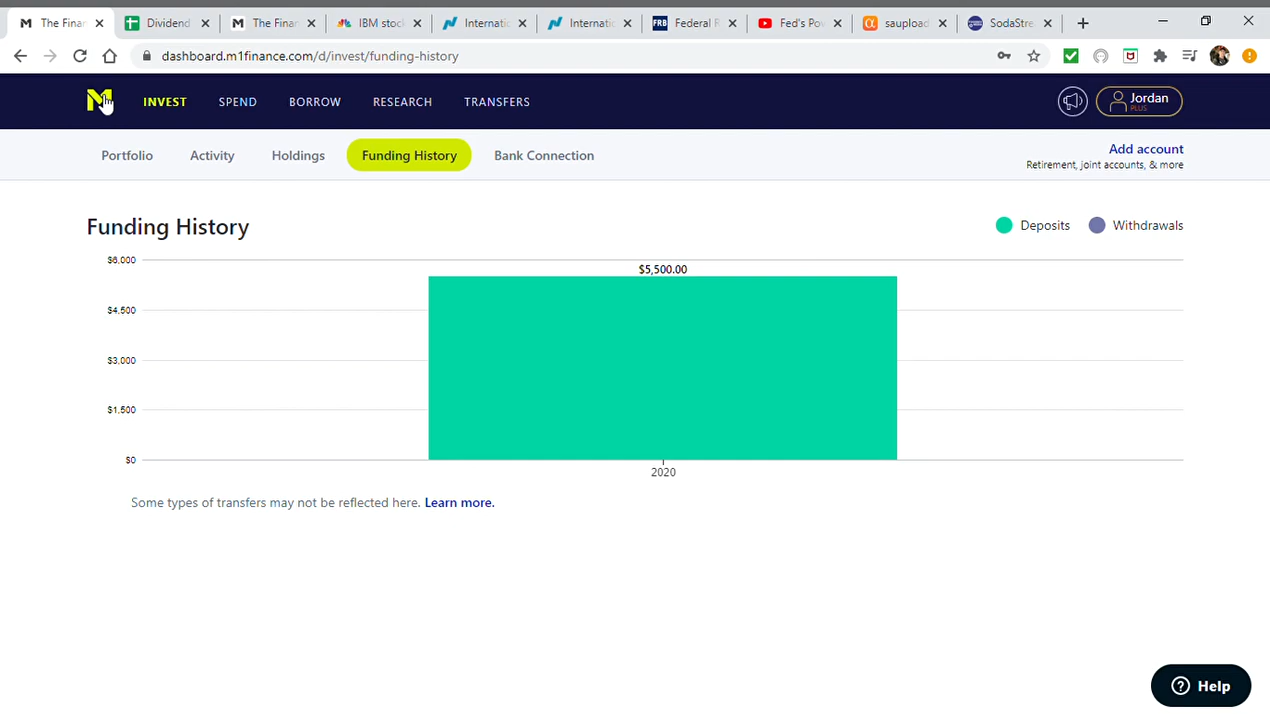 The Finan
Dividend
The Finan
IBM stock
Internatio
Internatio
FRB
Federal R
Fed's Pow
saupload
SodaStre
dashboard.m1finance.com/d/invest/funding-history
INVEST
SPEND
BORROW
RESEARCH
TRANSFERS
Jordan
PLUS
Portfolio
Activity
Holdings
Funding History
Bank Connection
Add account
Retirement, joint accounts, & more
Funding History
Deposits
Withdrawals
$6,000
$5,500.00
$4,500
$3,000
$1,500
$0
2020
Some types of transfers may not be reflected here. Learn more.
Help